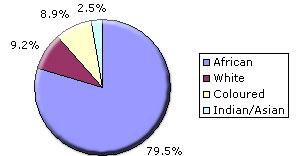 2.5%
8.9%
9.2%
79.5%
African
White
Coloured
Indian/Asian